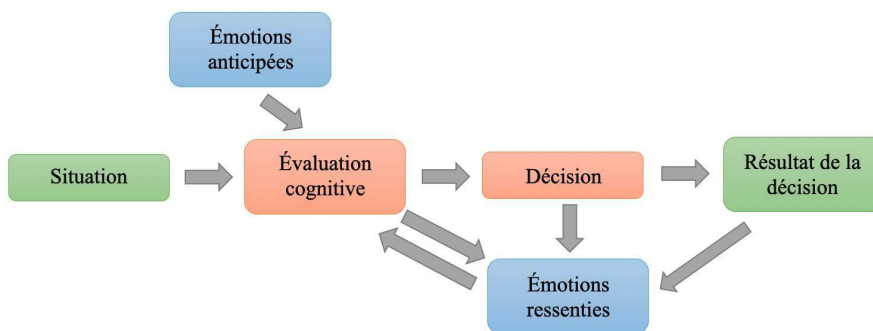 Émotions
anticipées
Situation
Évaluation
cognitive
Décision
Résultat de la
décision
Émotions
ressenties